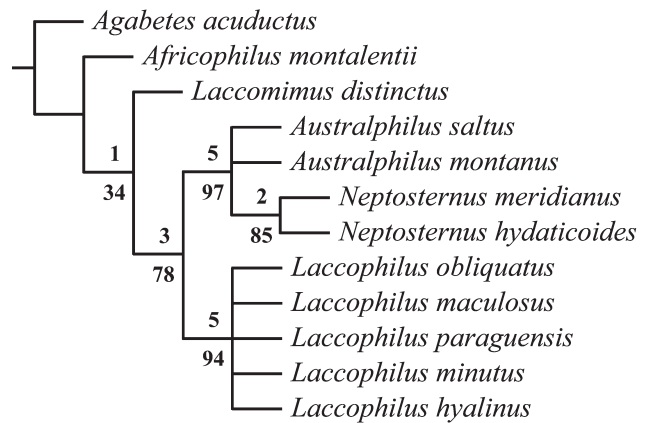 Agabetes acuductus
Africophilus montalentii
Laccomimus distinctus
Australphilus saltus
1
5
Australphilus montanus
34
97
2
Neptosternus meridianus
3
85
Neptosternus hydaticoides
78
Laccophilus obliquatus
Laccophilus maculosus
5
Laccophilus paraguensis
94
Laccophilus minutus
Laccophilus hyalinus